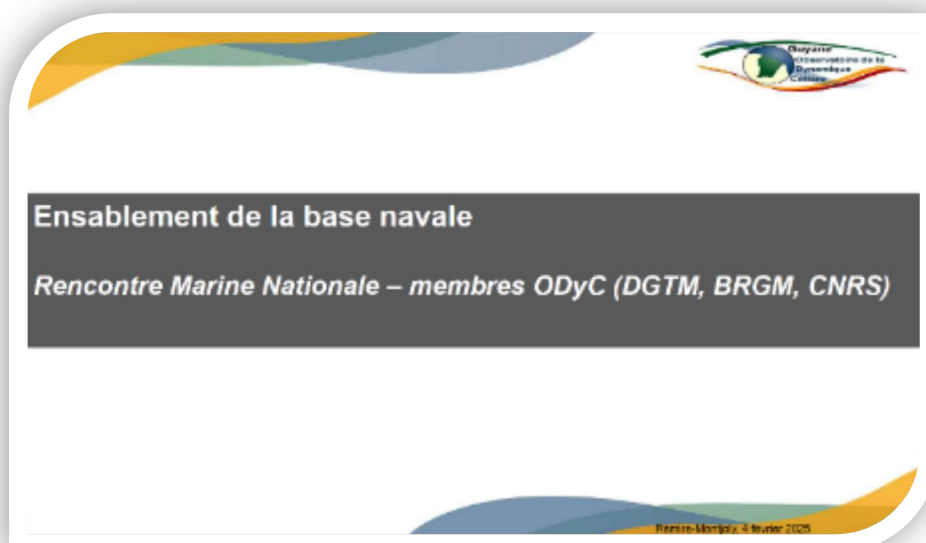 Guyane
Observatoire de la
Dynamique
Côtière
Ensablement de la base navale
Rencontre Marine Nationale – membres ODyC (DGTM, BRGM, CNRS)
Remire-Montjoly, 4 février 2025